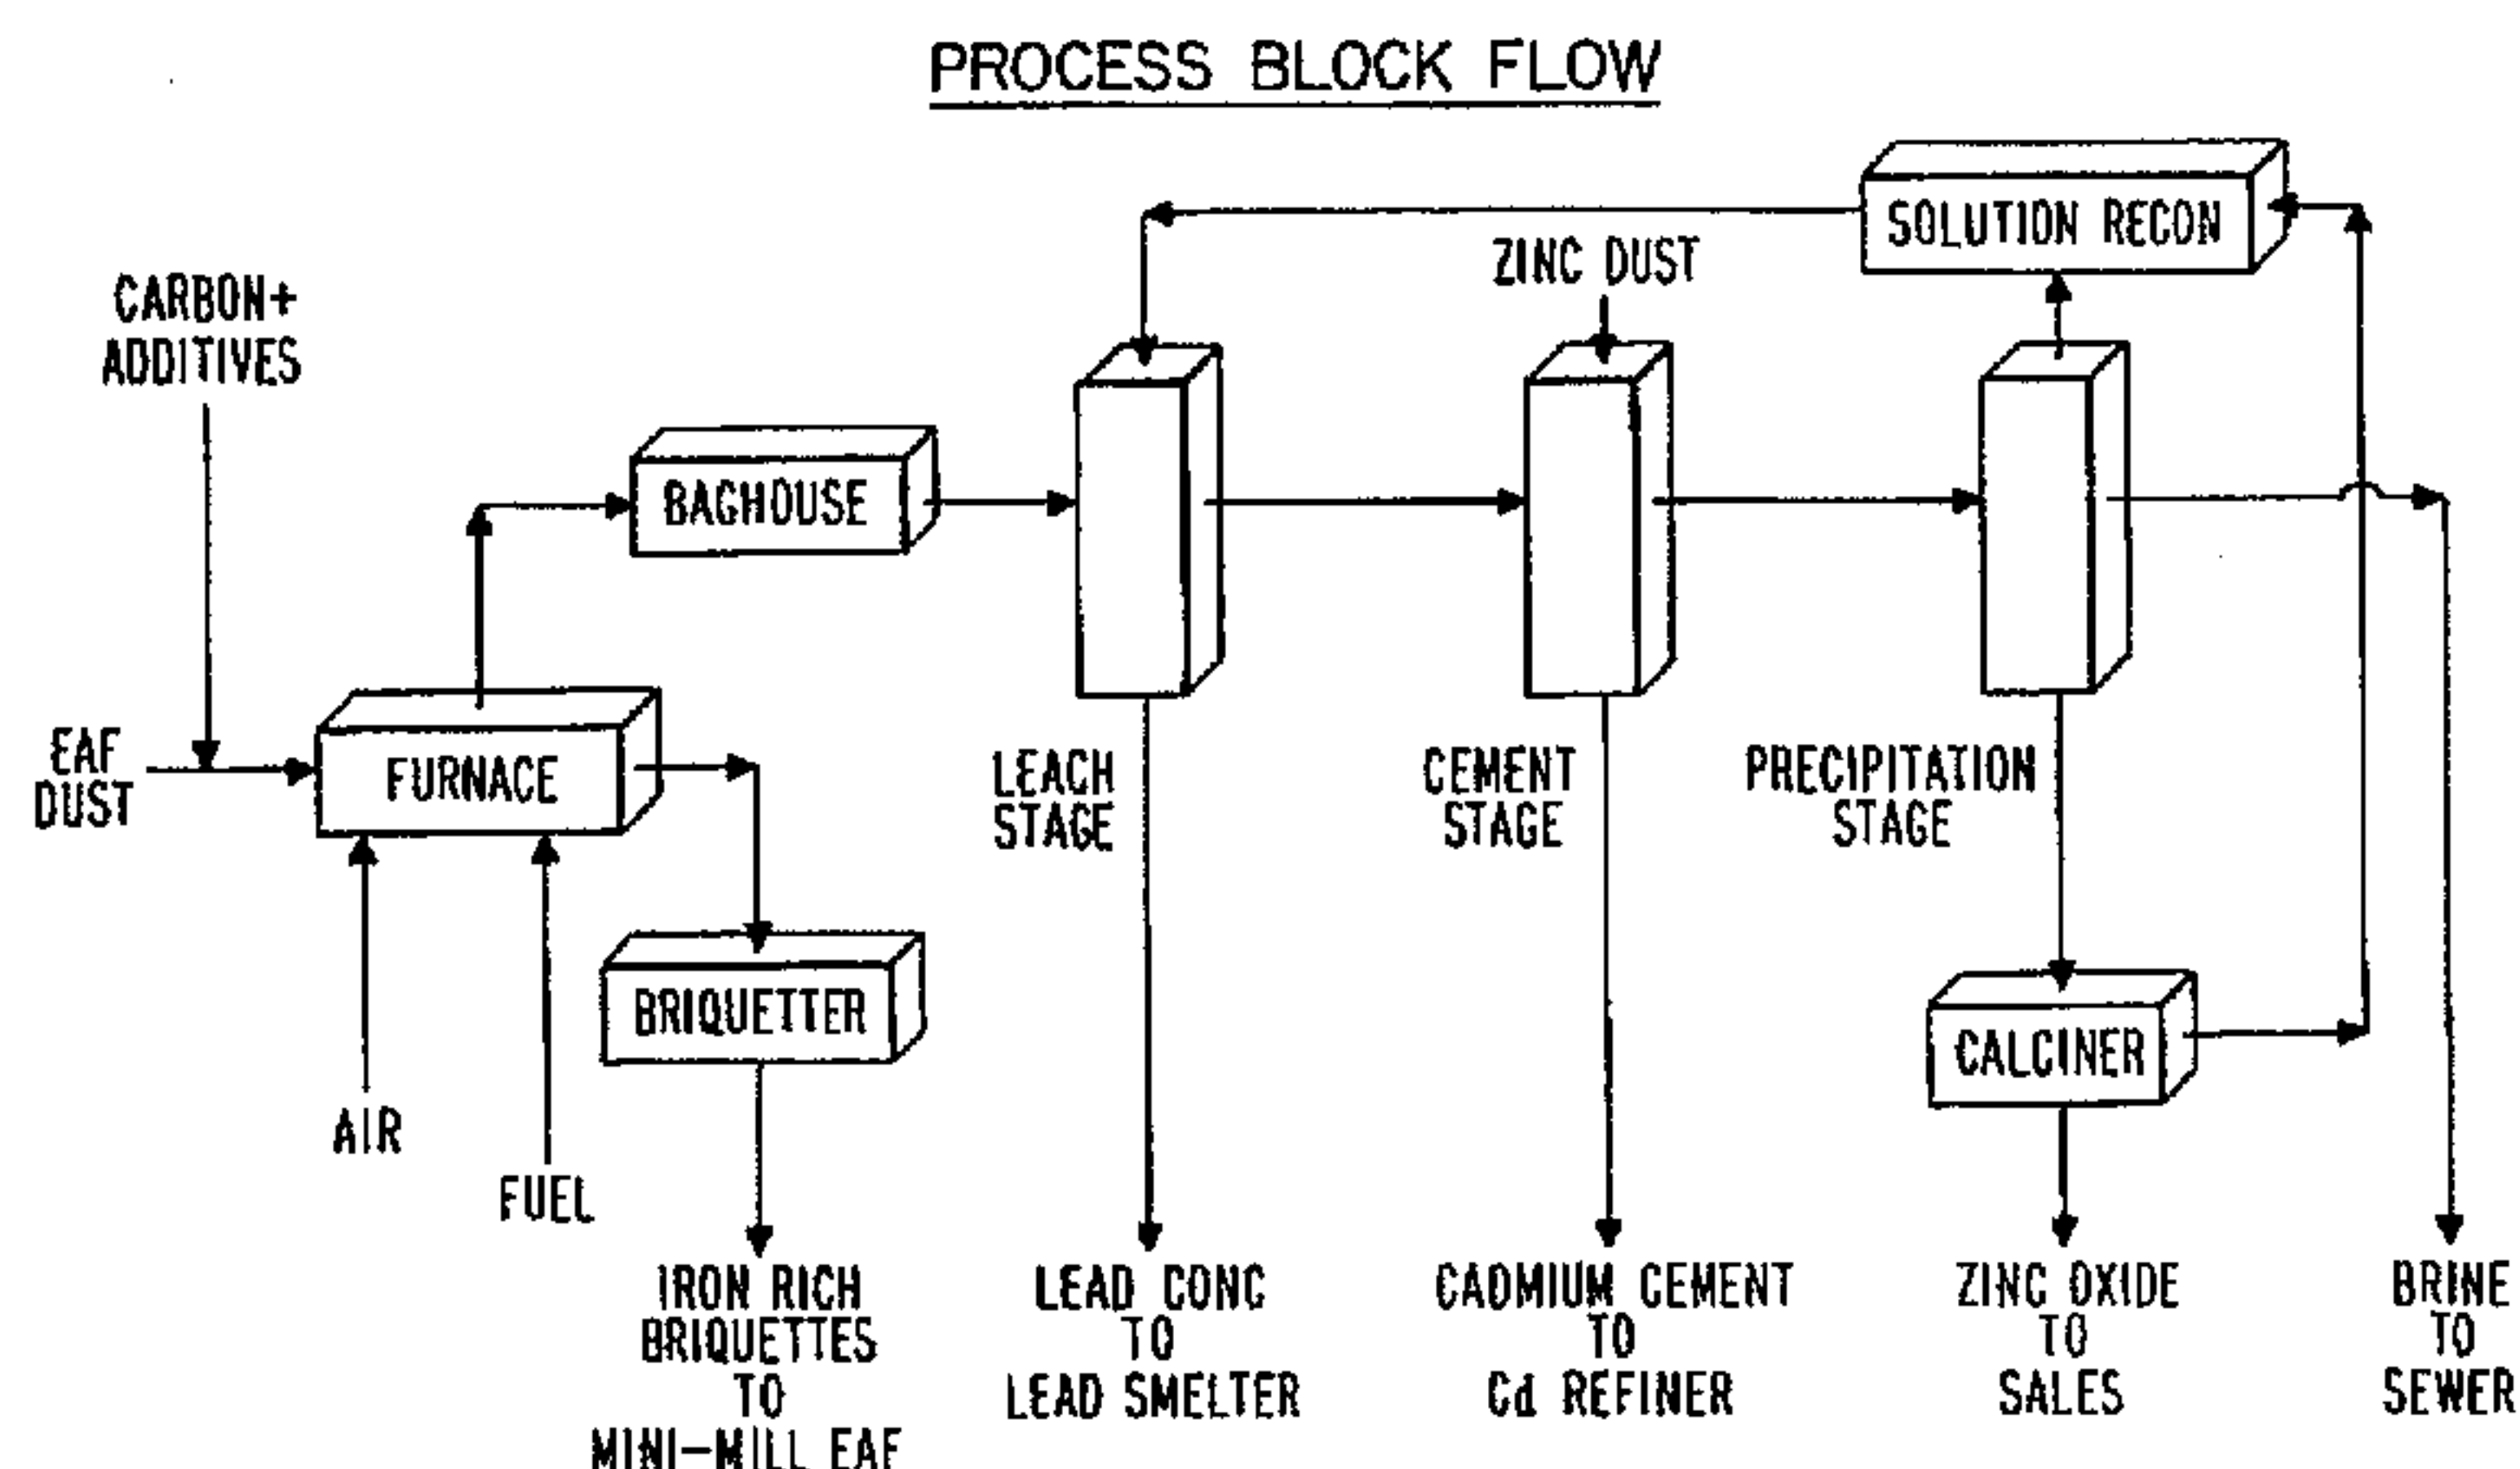 PROCESS BLOCK FLOW
SOLUTION RECON
ZINC DUST
CARBON+
ADDITIVES
BAGHOUSE
EAF
DUST
FURNACE
LEACH
STAGE
CEMENT
STAGE
PRECIPITATION
STAGE
BRIQUETTER
CALCINER
AIR
FUEL
IRON RICH
BRIQUETTES
TO
MINI-MILL EAF
LEAD CONC
TO
LEAD SMELTER
CADMIUM CEMENT
TO
Cd REFINER
ZINC OXIDE
TO
SALES
BRINE
TO
SEWER